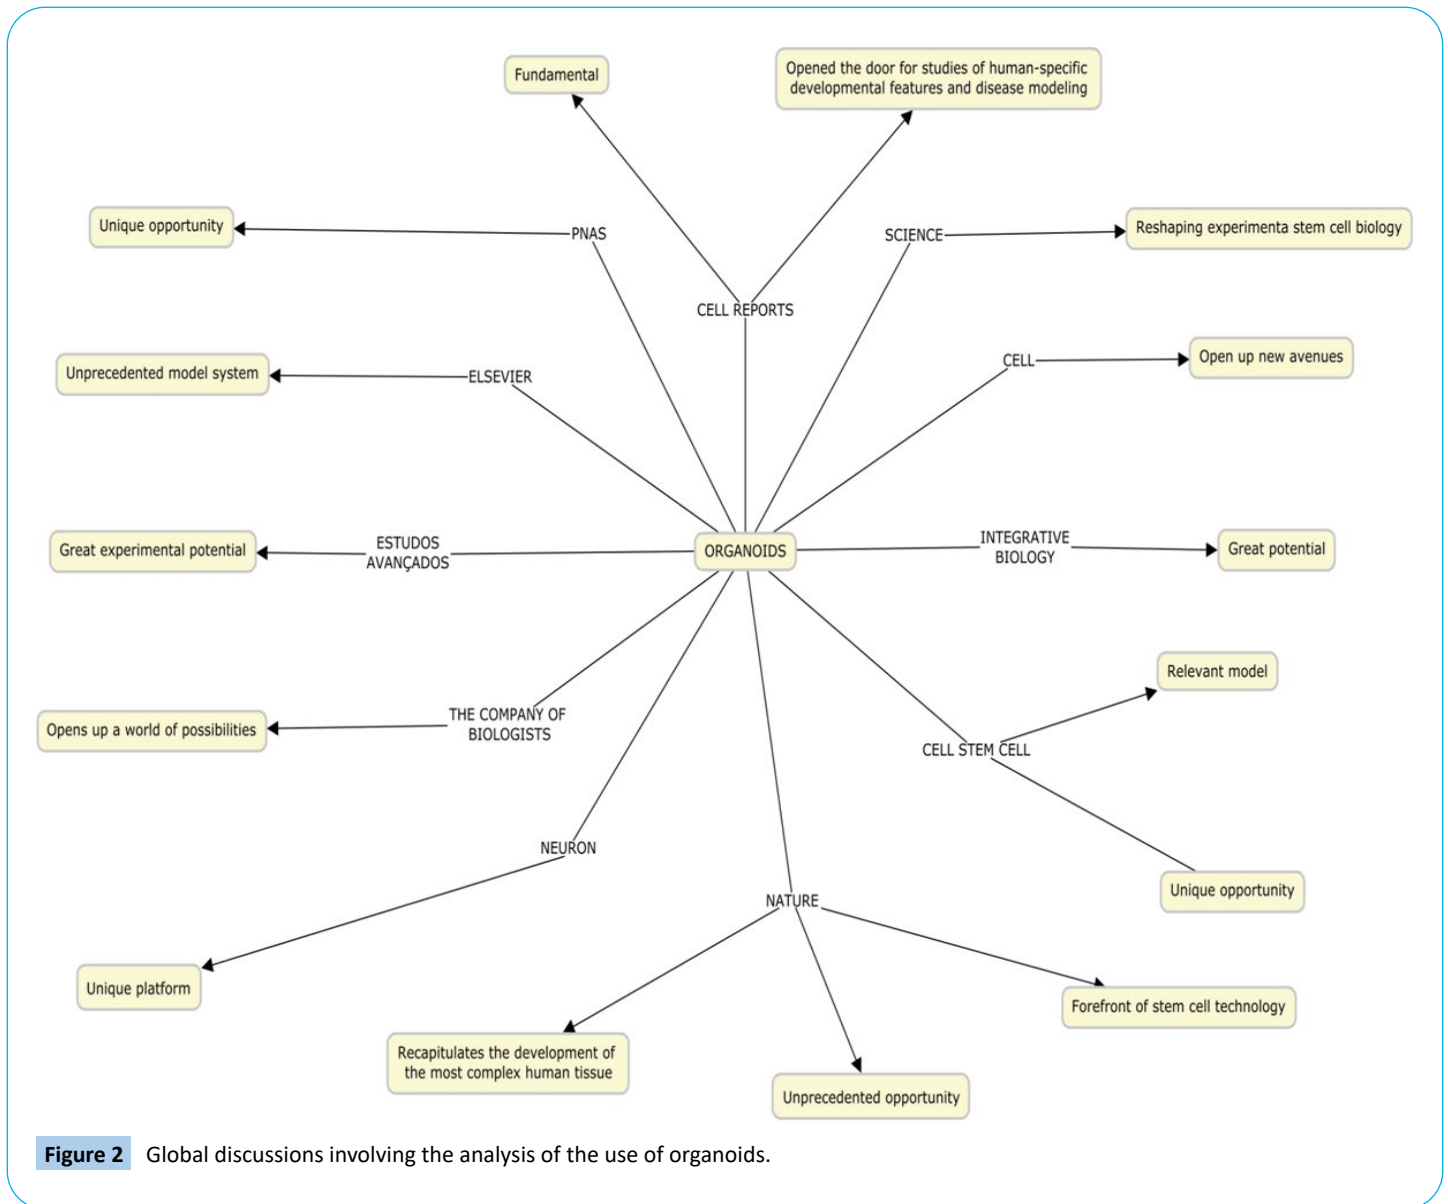 Fundamental
Opened the door for studies of human-specific
developmental features and disease modeling
Unique opportunity
PNAS
SCIENCE
Reshaping experimenta stem cell biology
CELL REPORTS
Unprecedented model system
ELSEVIER
CELL
Open up new avenues
Great experimental potential
ESTUDOS
AVANÇADOS
ORGANOIDS
INTEGRATIVE
BIOLOGY
Great potential
Relevant model
Opens up a world of possibilities
THE COMPANY OF
BIOLOGISTS
CELL STEM CELL
NEURON
Unique opportunity
NATURE
Unique platform
Forefront of stem cell technology
Recapitulates the development of
the most complex human tissue
Unprecedented opportunity
Figure 2 Global discussions involving the analysis of the use of organoids.